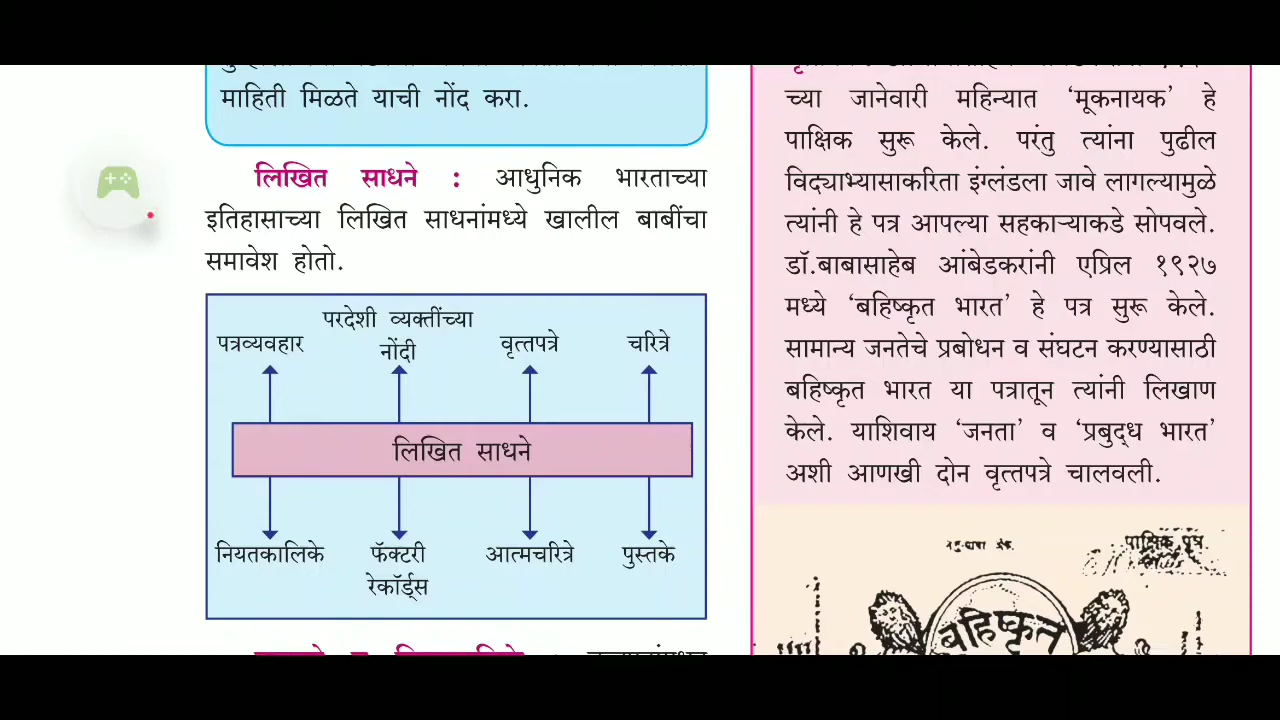 माहिती मिळते याची नोंद करा.
लिखित साधने : आधुनिक भारताच्या
इतिहासाच्या लिखित साधनांमध्ये खालील बाबींचा
समावेश होतो.
पत्रव्यवहार
परदेशी व्यक्तींच्या
नोंदी
वृत्तपत्रे
चरित्रे
लिखित साधने
नियतकालिके
फॅक्टरी
रेकॉर्ड्स
आत्मचरित्रे
पुस्तके
च्या जानेवारी महिन्यात ‘मूकनायक’ हे
पाक्षिक सुरू केले. परंतु त्यांना पुढील
विद्याभ्यासाकरिता इंग्लंडला जावे लागल्यामुळे
त्यांनी हे पत्र आपल्या सहकाऱ्याकडे सोपवले.
डॉ.बाबासाहेब आंबेडकरांनी एप्रिल १९२७
मध्ये ‘बहिष्कृत भारत’ हे पत्र सुरू केले.
सामान्य जनतेचे प्रबोधन व संघटन करण्यासाठी
बहिष्कृत भारत या पत्रातून त्यांनी लिखाण
केले. याशिवाय ‘जनता’ व ‘प्रबुद्ध भारत’
अशी आणखी दोन वृत्तपत्रे चालवली.
पाक्षिक पत्र
बहिष्कृत